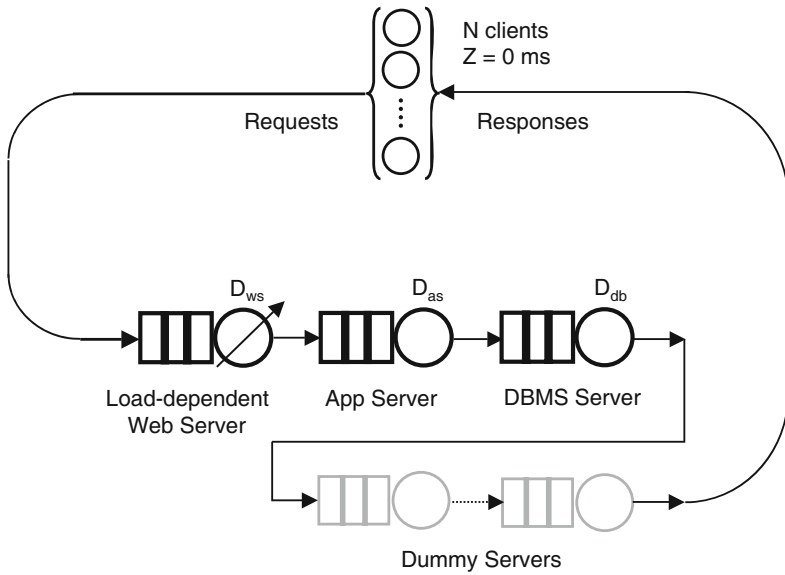 N clients
Z = 0 ms
Requests
Responses
D_ws
D_as
D_db
Load-dependent
Web Server
App Server
DBMS Server
Dummy Servers